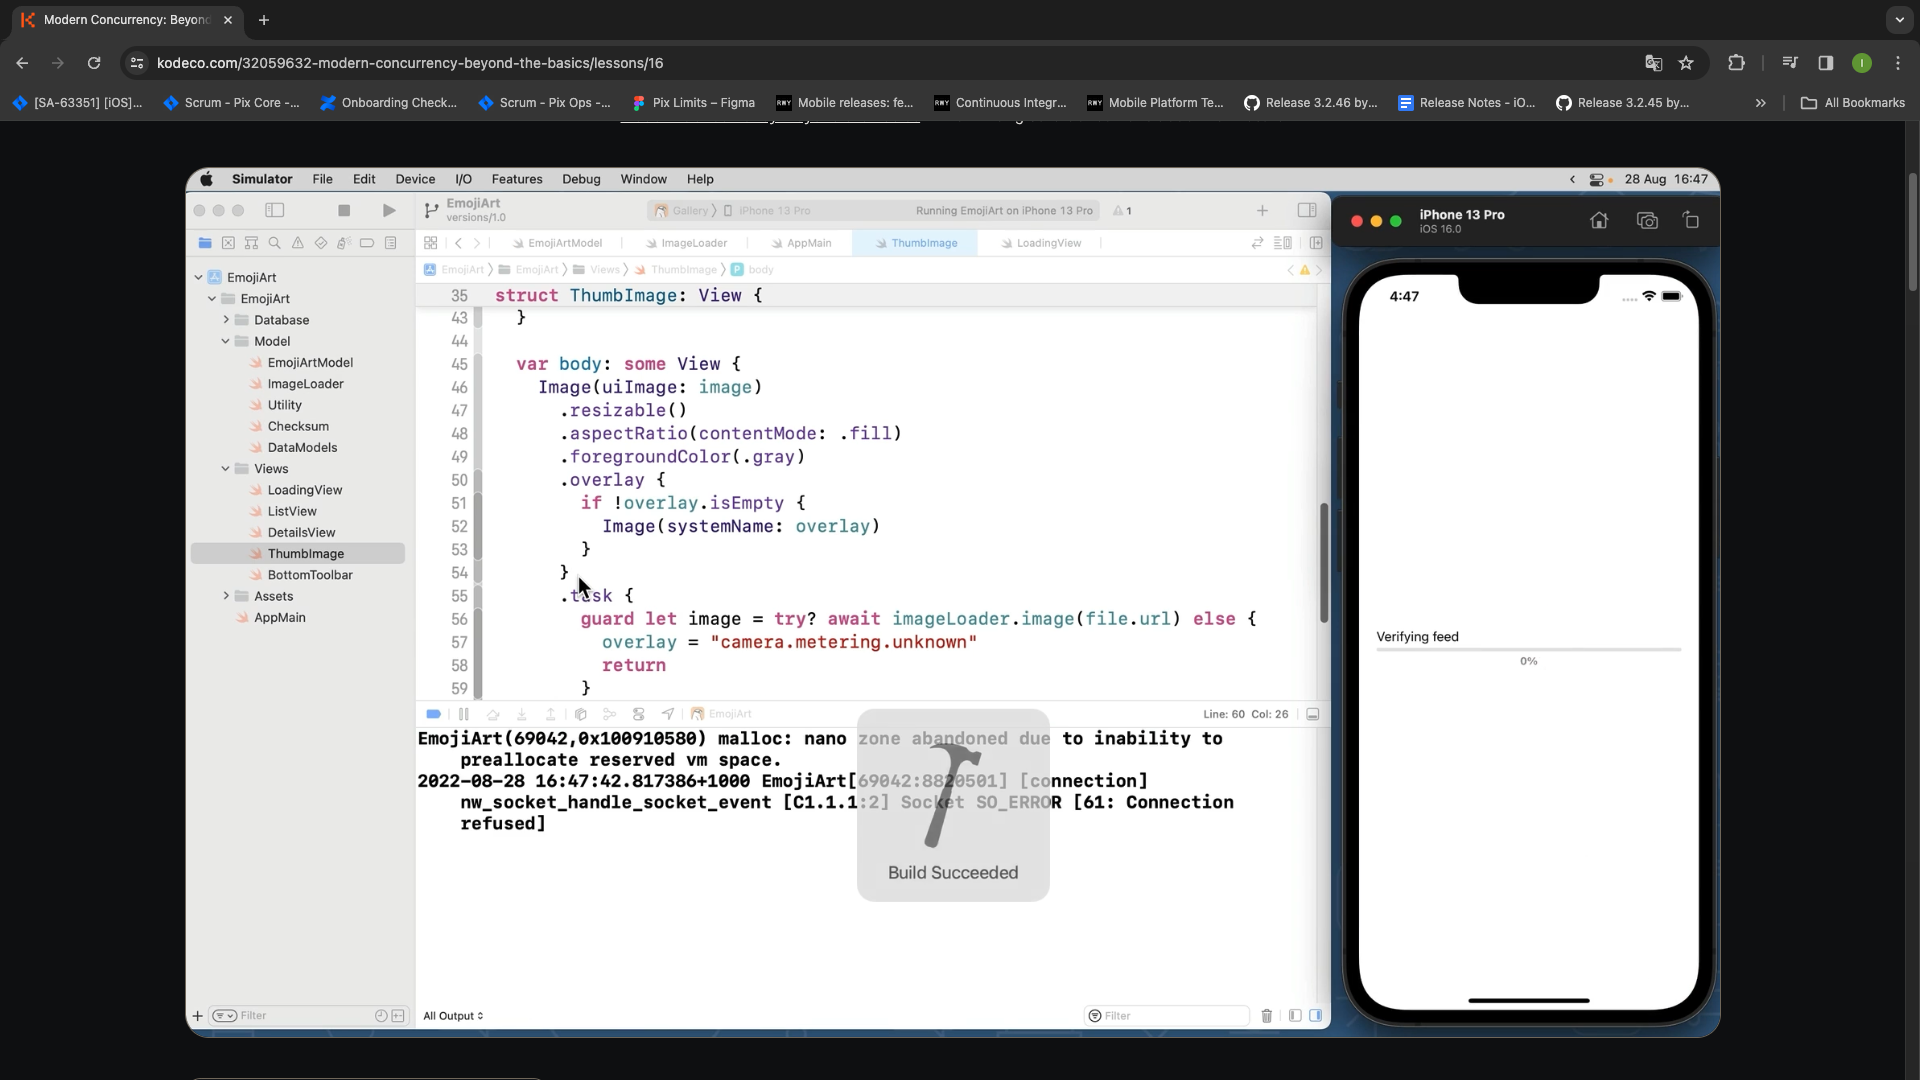 Modern Concurrency: Beyon
kodeco.com/32059632-modern-concurrency-beyond-the-basics/lessons/16
[SA-63351] [iOS]...
Scrum - Pix Core -...
Onboarding Check...
Scrum - Pix Ops -...
Pix Limits – Figma
RWY
Mobile releases: fe...
RWY
Continuous Integr...
RWY
Mobile Platform Te...
Release 3.2.46 by...
Release Notes - iO...
Release 3.2.45 by...
All Bookmarks
Simulator File Edit Device I/O Features Debug Window Help
28 Aug 16:47
EmojiArt
versions/1.0
Gallery
iPhone 13 Pro
Running EmojiArt on iPhone 13 Pro
1
EmojiArtModel
ImageLoader
AppMain
ThumbImage
LoadingView
EmojiArt
EmojiArt
Views
ThumbImage
P body
EmojiArt
EmojiArt
Database
Model
EmojiArtModel
ImageLoader
Utility
Checksum
DataModels
Views
LoadingView
ListView
DetailsView
ThumbImage
BottomToolbar
Assets
AppMain
Filter
35 struct ThumbImage: View {
43 }
44
45 var body: some View {
46 Image(uiImage: image)
47 .resizable()
48 .aspectRatio(contentMode: .fill)
49 .foregroundColor(.gray)
50 .overlay {
51 if !overlay.isEmpty {
52 Image(systemName: overlay)
53 }
54 }
55 .task {
56 guard let image = try? await imageLoader.image(file.url) else {
57 overlay = "camera.metering.unknown"
58 return
59 }
EmojiArt
Line: 60 Col: 26
EmojiArt(69042,0x100910580) malloc: nano zone abandoned due to inability to
preallocate reserved vm space.
2022-08-28 16:47:42.817386+1000 EmojiArt[69042:8820501] [connection]
nw_socket_handle_socket_event [C1.1.1:2] Socket SO_ERROR [61: Connection
refused]
Build Succeeded
All Output
Filter
iPhone 13 Pro
iOS 16.0
4:47
Verifying feed
0%